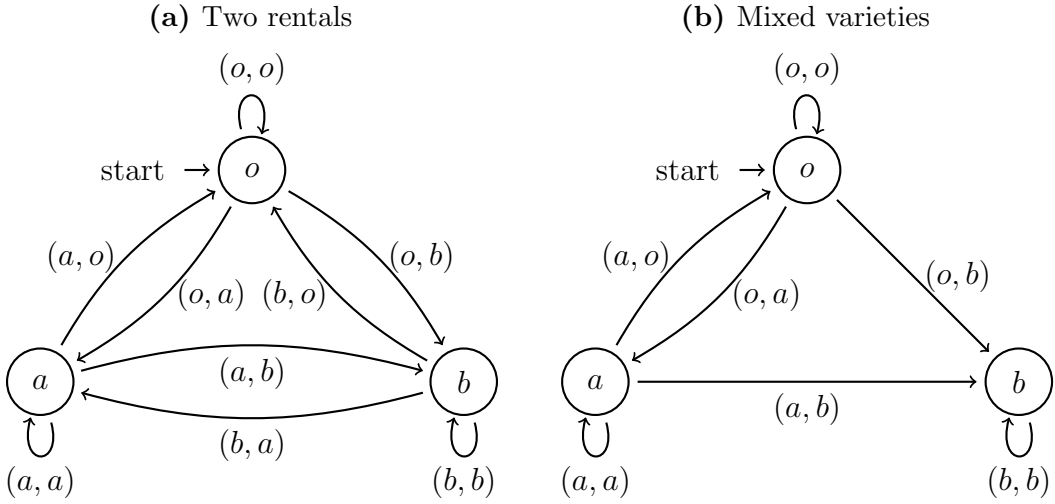 (a) Two rentals
(o, o)
start
o
(a, o)
(o, b)
(o, a)
(b, o)
a
(a, b)
b
(b, a)
(a, a)
(b, b)
(b) Mixed varieties
(o, o)
start
o
(a, o)
(o, a)
(o, b)
a
(a, b)
b
(a, a)
(b, b)